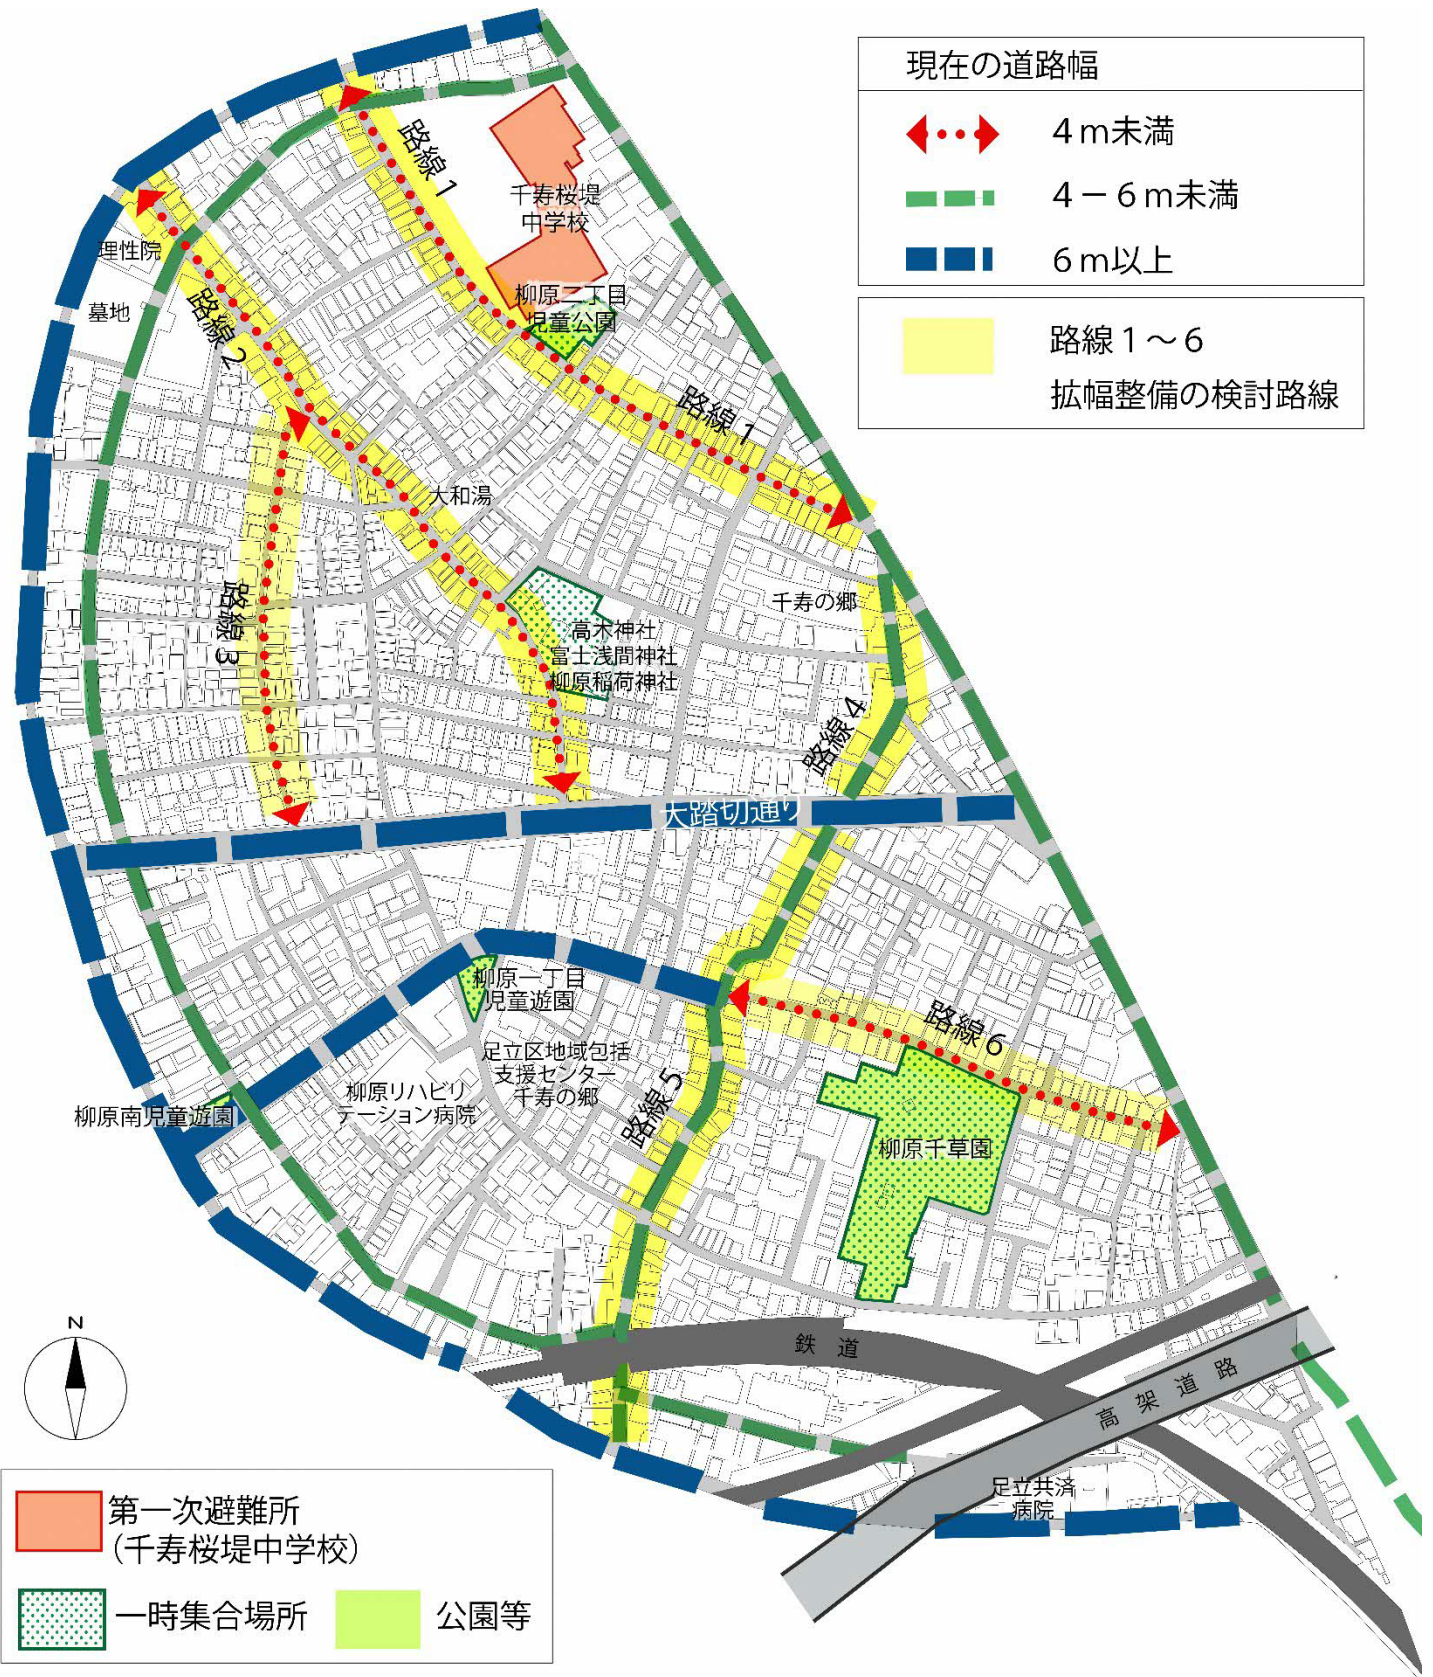 現在の道路幅
4m未満
4－6m未満
6m以上
路線1～6
拡幅整備の検討路線
路線1
千寿桜堤
中学校
理性院
墓地
路線2
柳原二丁目
児童公園
路線1
大和湯
千寿の郷
路線3
高木神社
富士浅間神社
柳原稲荷神社
路線4
大踏切通り
柳原一丁目
児童遊園
路線6
足立区地域包括
支援センター
千寿の郷
路線5
柳原リハビリ
テーション病院
柳原南児童遊園
柳原千草園
N
鉄道
高架道路
足立共済
病院
第一次避難所
(千寿桜堤中学校)
一時集合場所
公園等